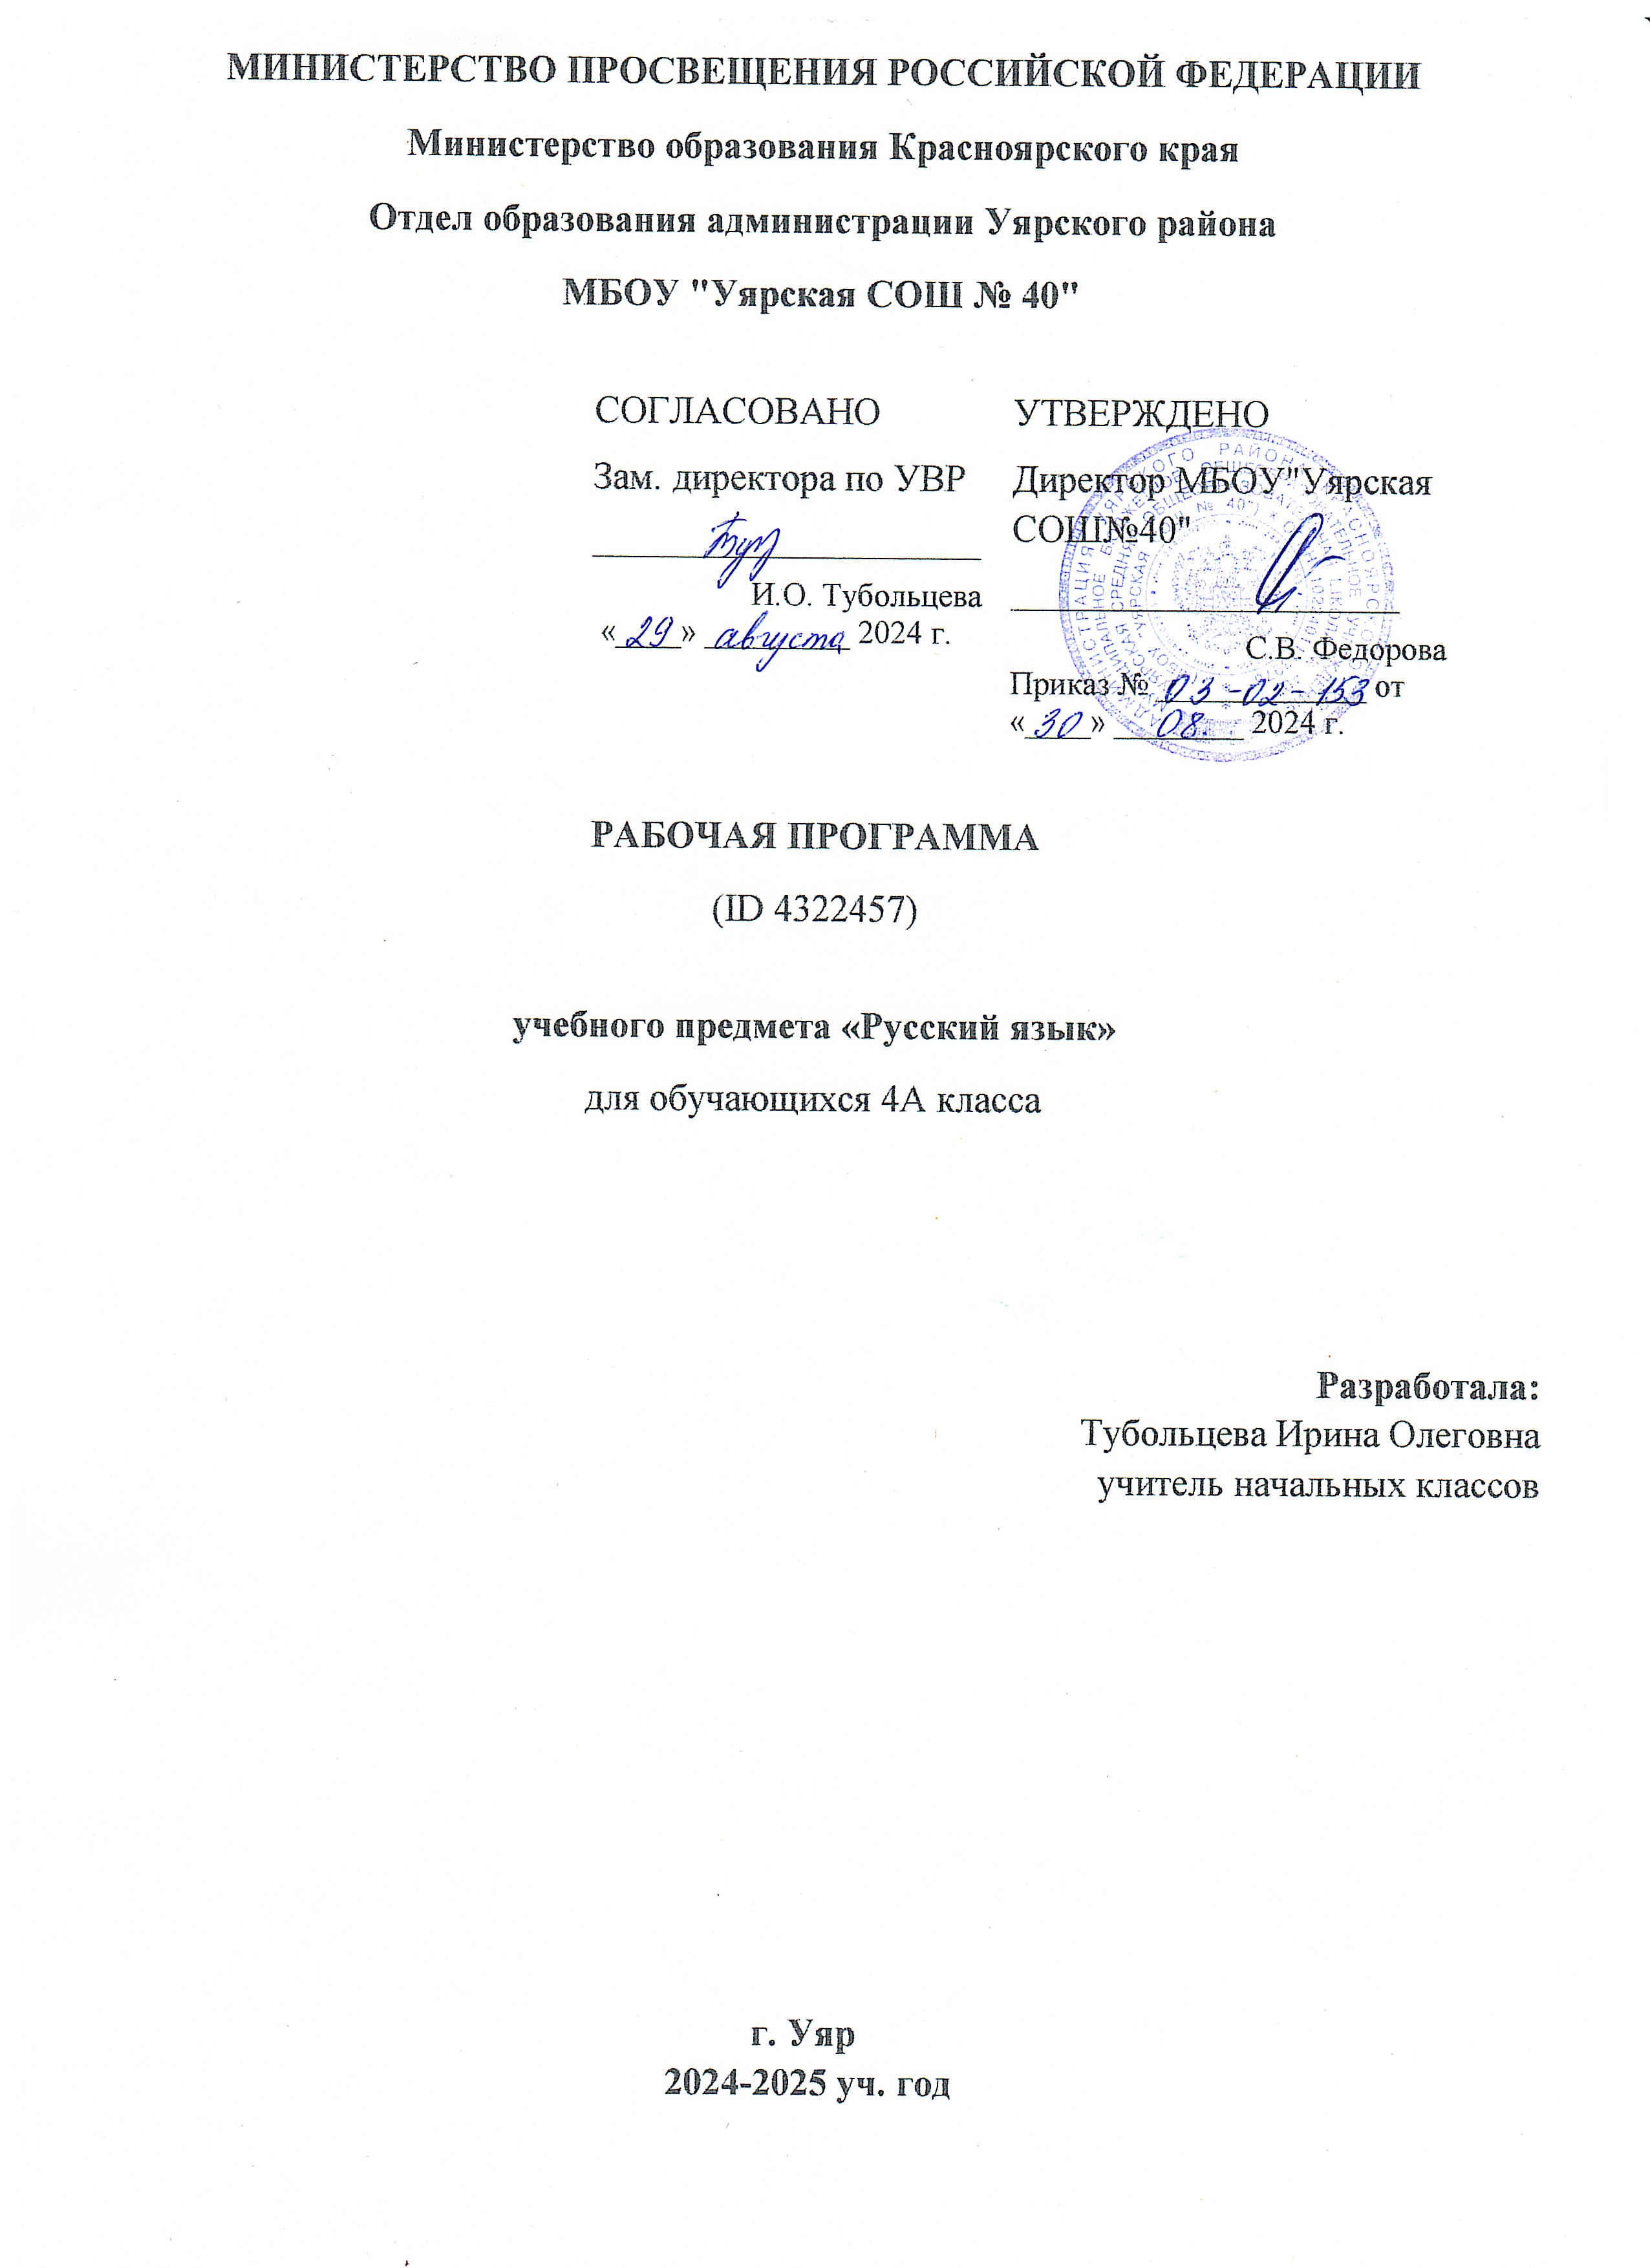 МИНИСТЕРСТВО ПРОСВЕЩЕНИЯ РОССИЙСКОЙ ФЕДЕРАЦИИ
Министерство образования Красноярского края
Отдел образования администрации Уярского района
МБОУ "Уярская СОШ № 40"
СОГЛАСОВАНО
Зам. директора по УВР
И.О. Тубольцева
«29» августа 2024 г.
УТВЕРЖДЕНО
Директор МБОУ"Уярская
СОШ№40"
С.В. Федорова
Приказ № 03-02-153 от
«30» 08. 2024 г.
РАБОЧАЯ ПРОГРАММА
(ID 4322457)
учебного предмета «Русский язык»
для обучающихся 4А класса
Разработала:
Тубольцева Ирина Олеговна
учитель начальных классов
г. Уяр
2024-2025 уч. год